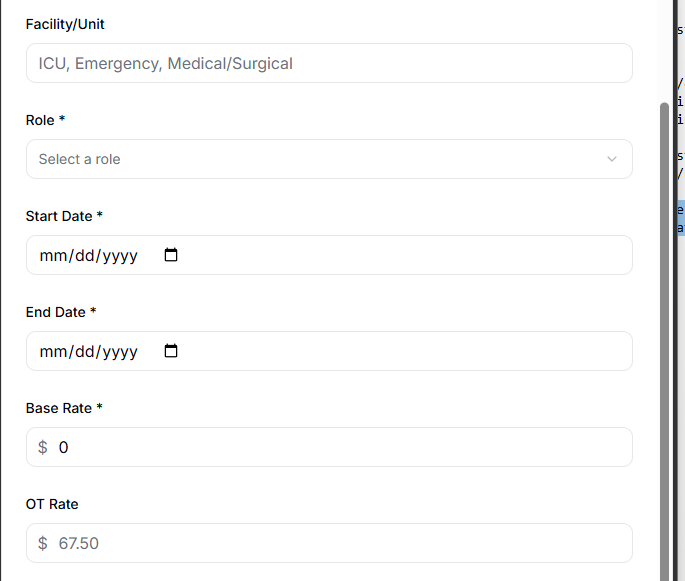 Facility/Unit
ICU, Emergency, Medical/Surgical
Role *
Select a role
Start Date *
mm/dd/yyyy
End Date *
mm/dd/yyyy
Base Rate *
$ 0
OT Rate
$ 67.50